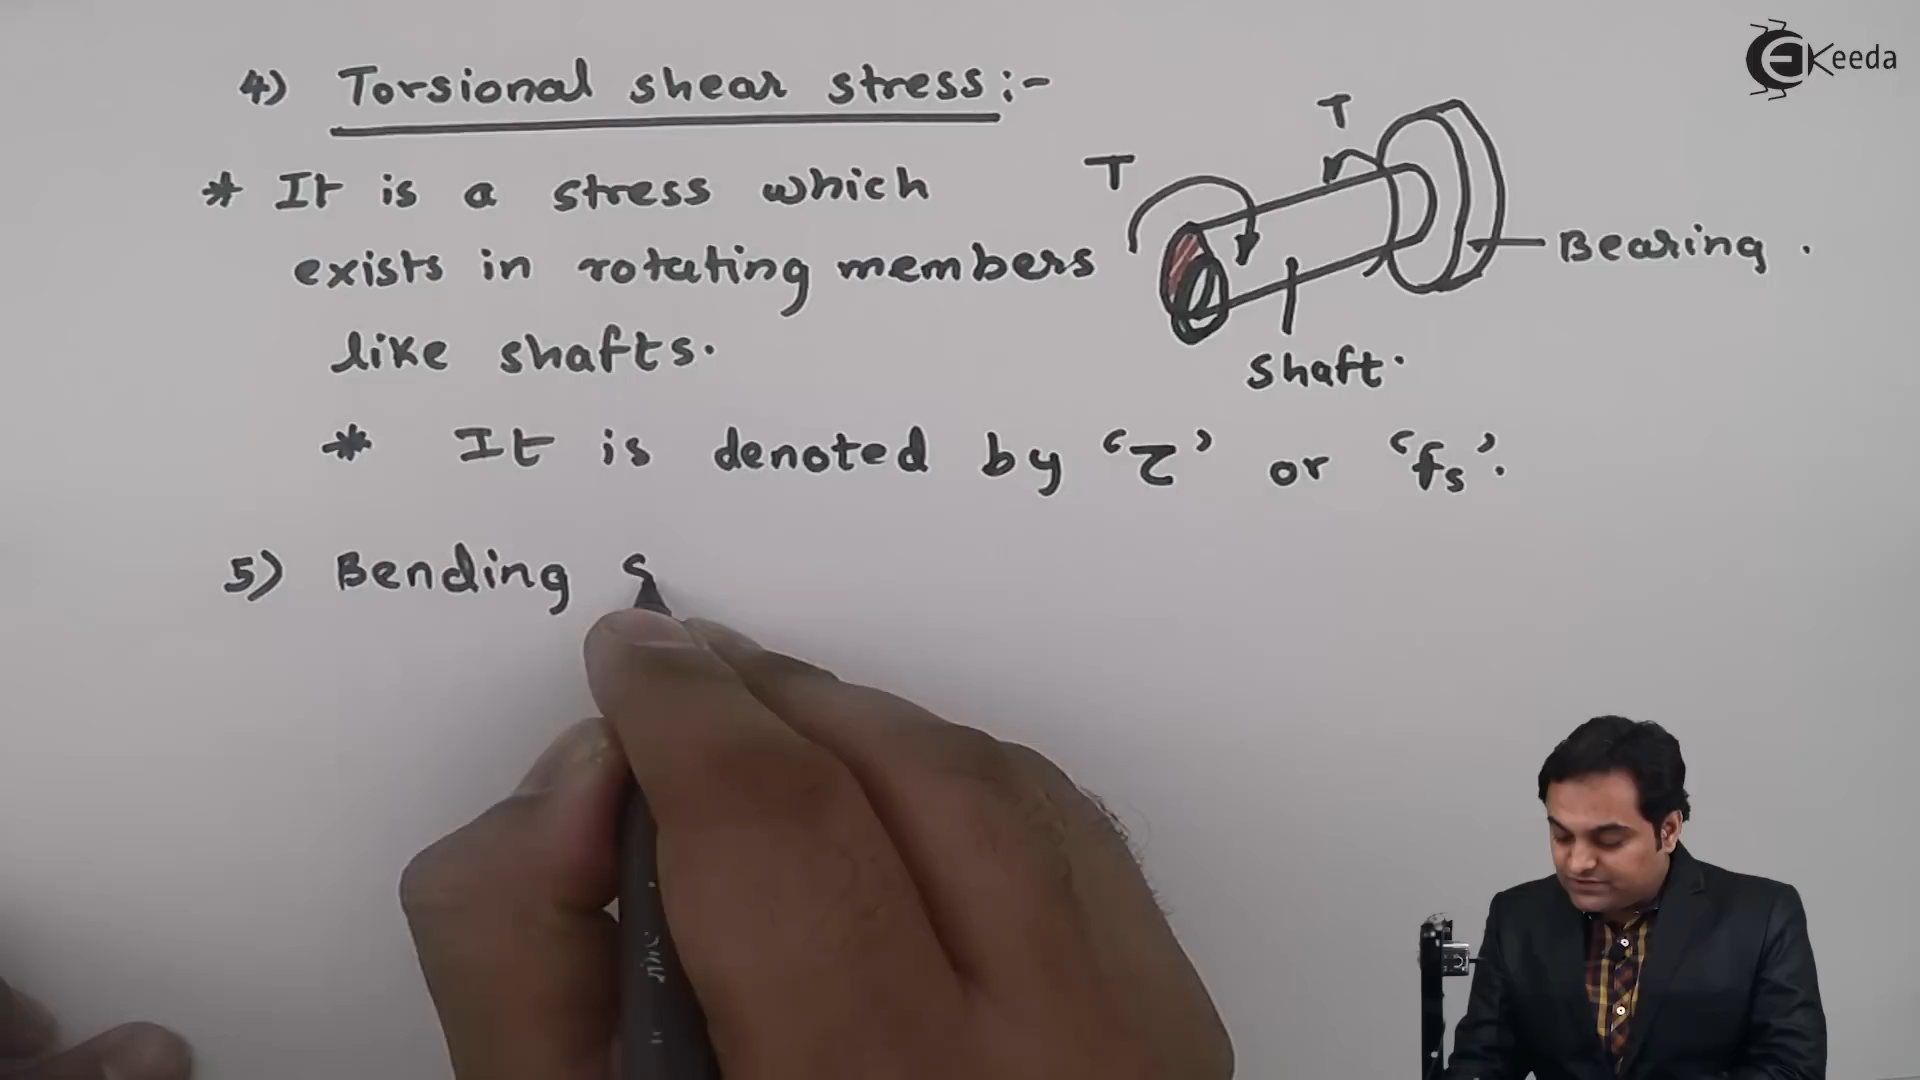 4) Torsional shear stress:-
* It is a stress which
exists in rotating members
like shafts.
* It is denoted by ‘τ’ or ‘fs’.
5) Bending s
T
T
Bearing.
Shaft.
EKeeda